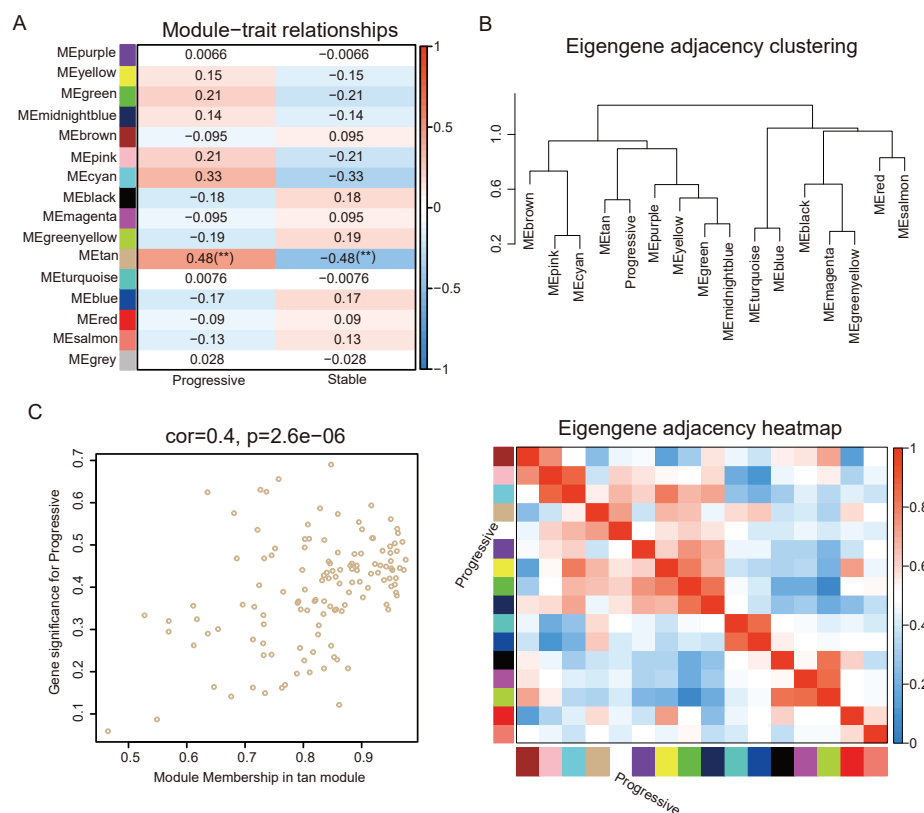 A
Module−trait relationships
MEpurple 0.0066 −0.0066
MEyellow 0.15 −0.15
MEgreen 0.21 −0.21
MEmidnightblue 0.14 −0.14
MEbrown −0.095 0.095
MEpink 0.21 −0.21
MEcyan 0.33 −0.33
MEblack −0.18 0.18
MEmagenta −0.095 0.095
MEgreenyellow −0.19 0.19
MEtan 0.48(**) −0.48(**)
MEturquoise 0.0076 −0.0076
MEblue −0.17 0.17
MEred −0.09 0.09
MEsalmon −0.13 0.13
MEgrey 0.028 −0.028
Progressive Stable
1
0.5
0
−0.5
−1
B
Eigengene adjacency clustering
1.0
0.6
0.2
MEbrown
MEpink
MEcyan
MEtan
Progressive
MEpurple
MEyellow
MEgreen
MEmidnightblue
MEturquoise
MEblue
MEblack
MEmagenta
MEgreenyellow
MEred
MEsalmon
C
cor=0.4, p=2.6e−06
Gene significance for Progressive
0.7
0.6
0.5
0.4
0.3
0.2
0.1
0.5 0.6 0.7 0.8 0.9
Module Membership in tan module
Eigengene adjacency heatmap
Progressive
Progressive
1
0.8
0.6
0.4
0.2
0